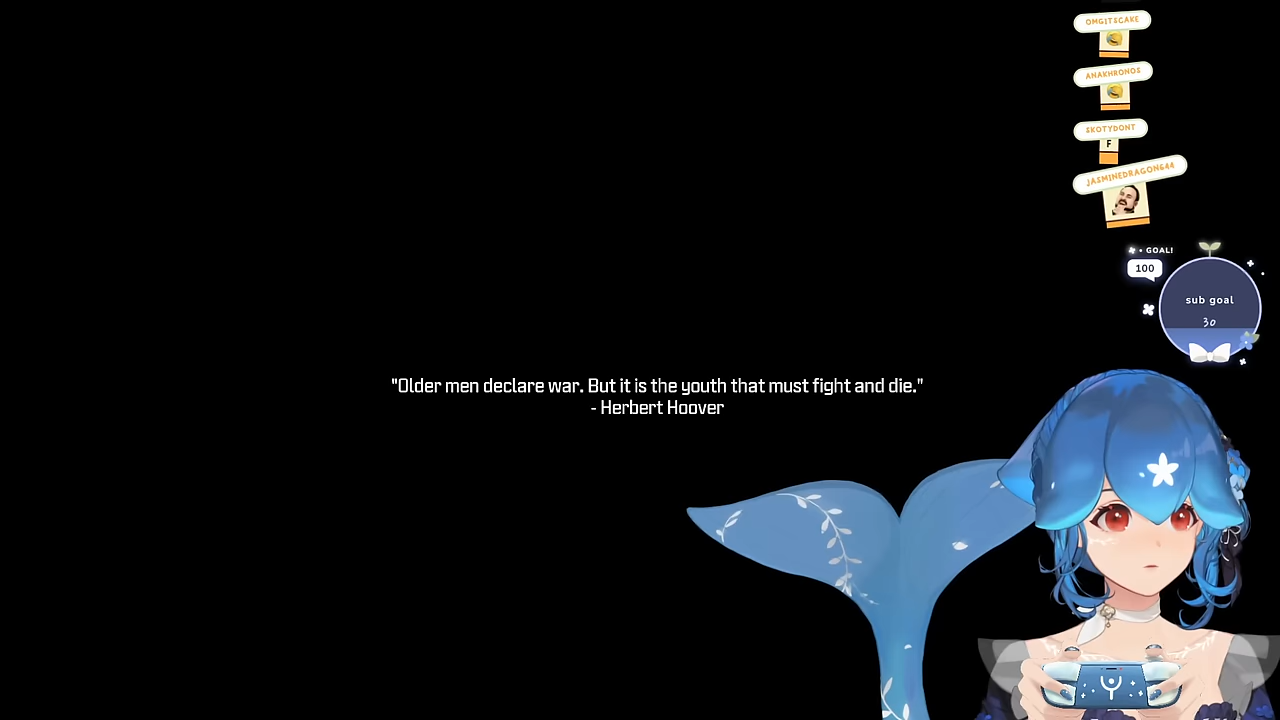 OMGITSCAKE
ANAKHRONOS
SKOTYDONT
F
JASMINEDRAGON644
• GOAL!
100
sub goal
30
"Older men declare war. But it is the youth that must fight and die."
- Herbert Hoover